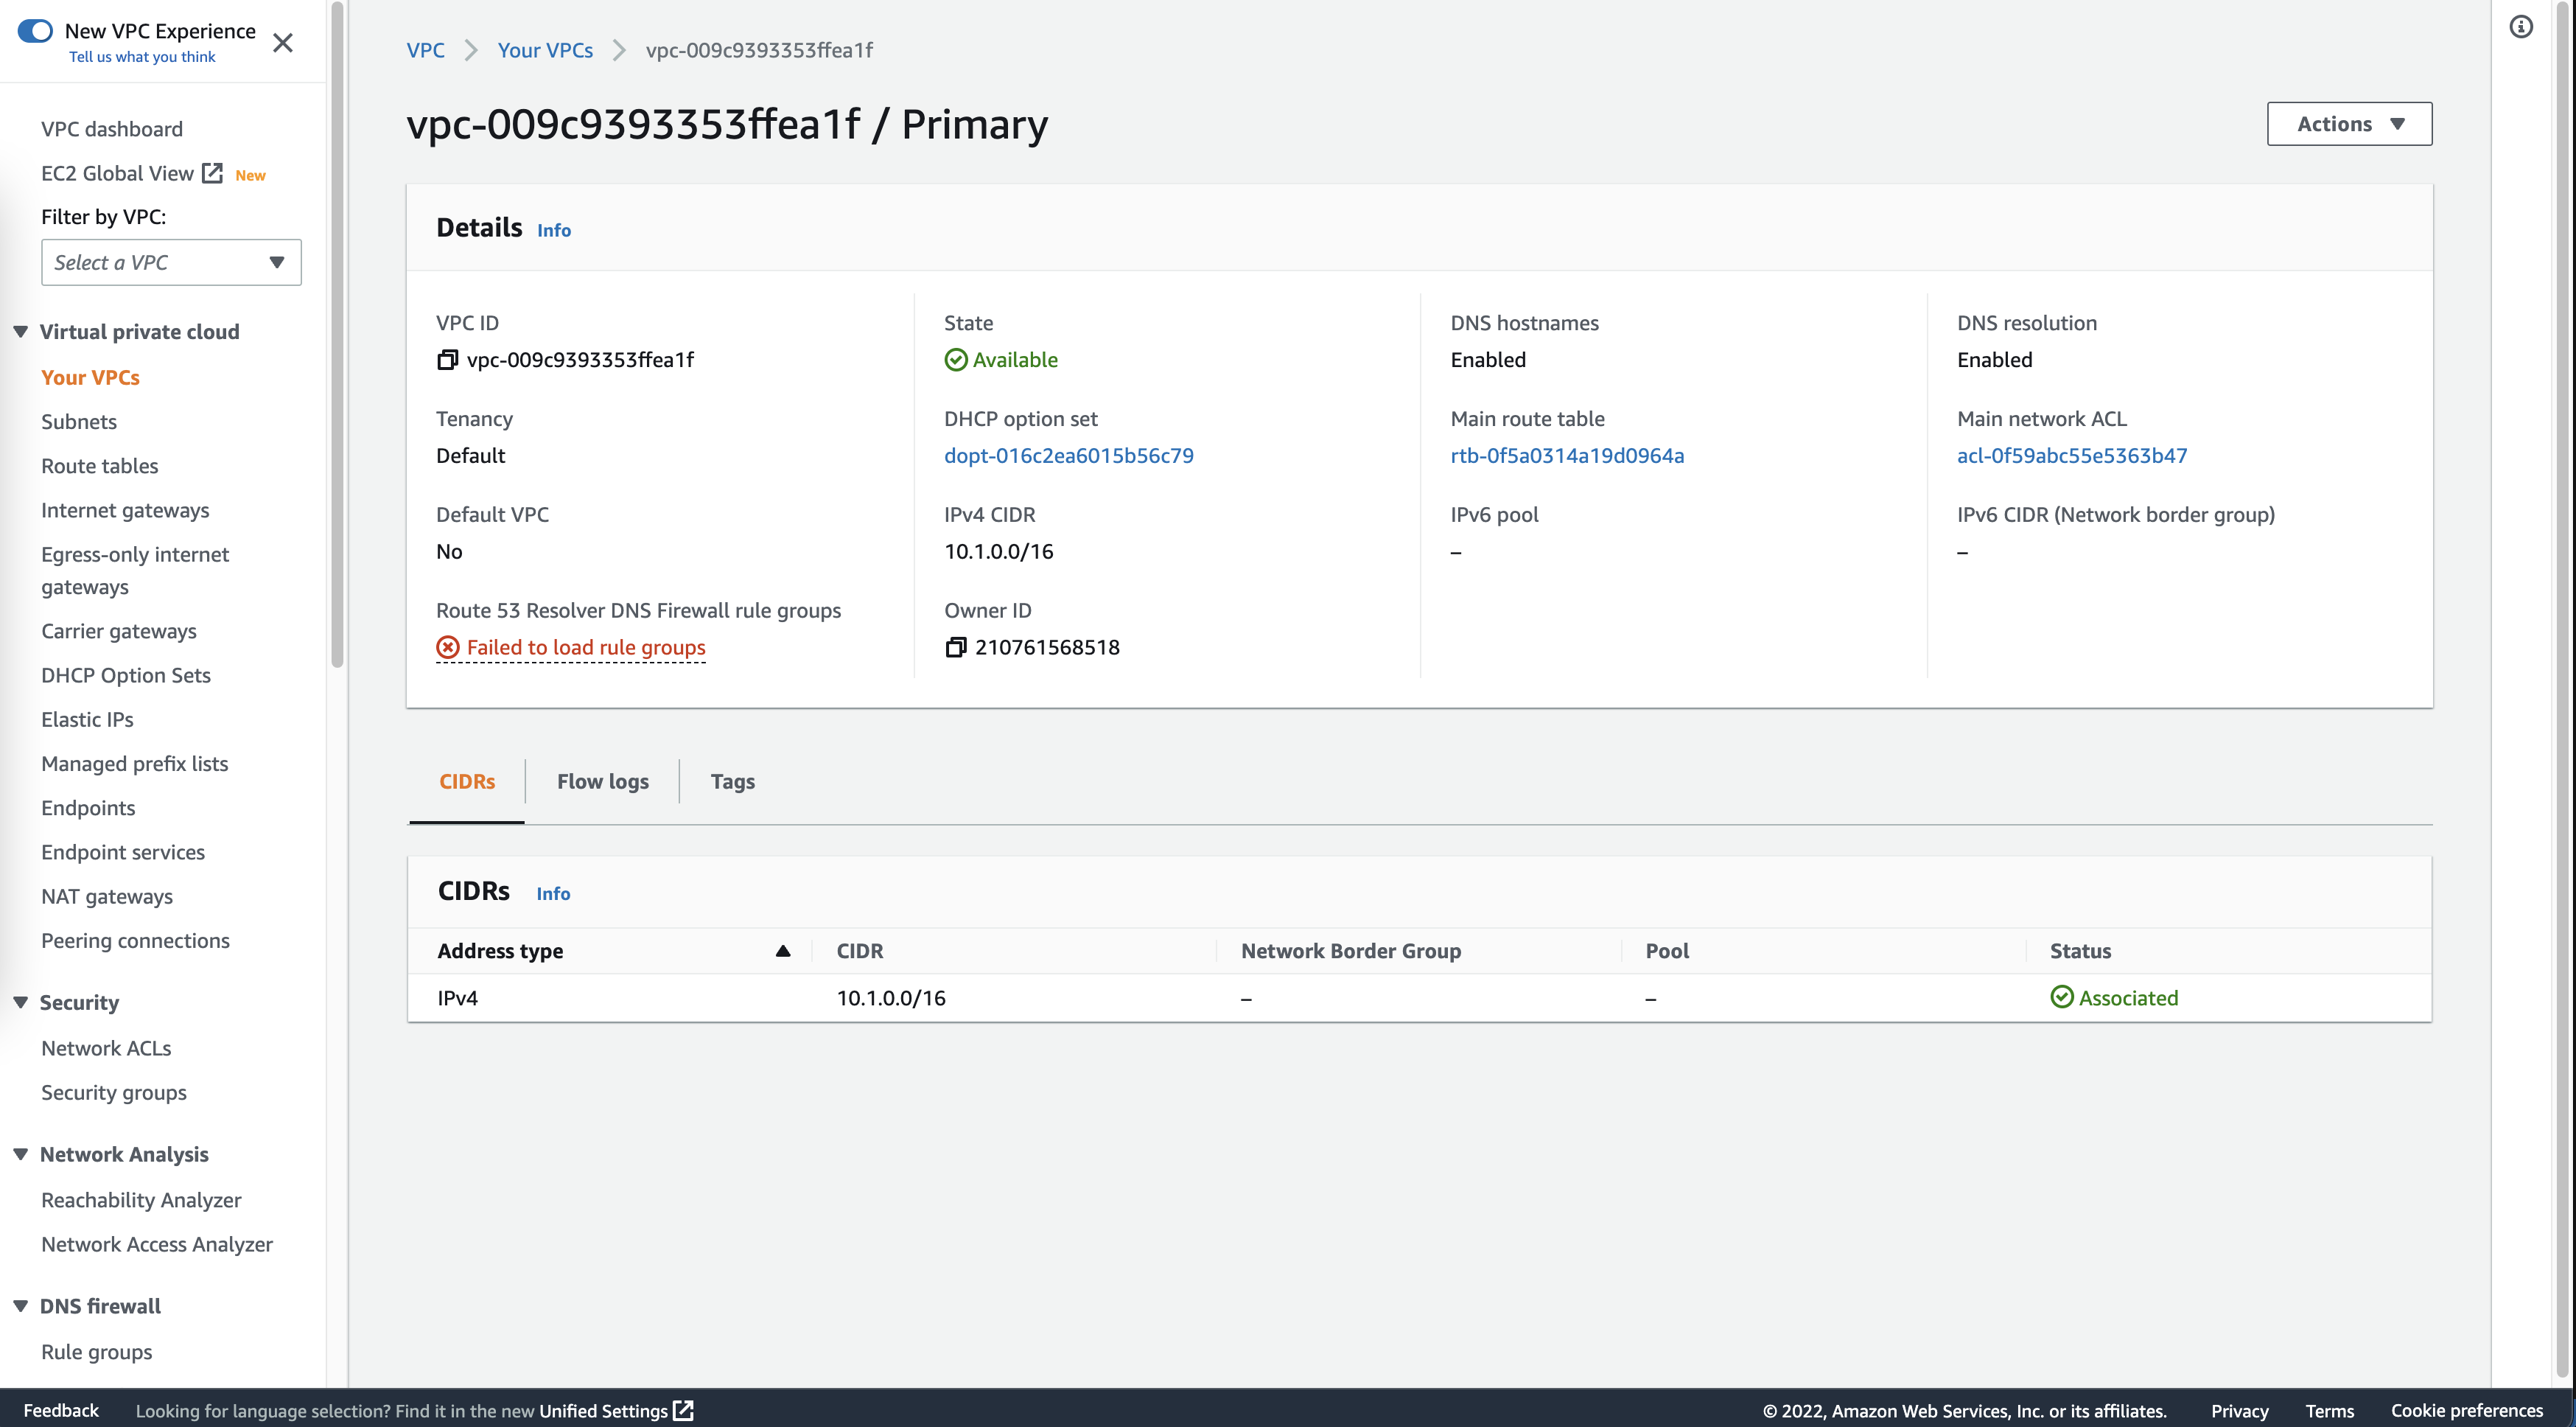 New VPC Experience
Tell us what you think
VPC dashboard
EC2 Global View New
Filter by VPC:
Select a VPC
Virtual private cloud
Your VPCs
Subnets
Route tables
Internet gateways
Egress-only internet
gateways
Carrier gateways
DHCP Option Sets
Elastic IPs
Managed prefix lists
Endpoints
Endpoint services
NAT gateways
Peering connections
Security
Network ACLs
Security groups
Network Analysis
Reachability Analyzer
Network Access Analyzer
DNS firewall
Rule groups
VPC Your VPCs vpc-009c9393353ffea1f
vpc-009c9393353ffea1f / Primary
Actions
Details Info
VPC ID
vpc-009c9393353ffea1f
State
Available
DNS hostnames
Enabled
DNS resolution
Enabled
Tenancy
Default
DHCP option set
dopt-016c2ea6015b56c79
Main route table
rtb-0f5a0314a19d0964a
Main network ACL
acl-0f59abc55e5363b47
Default VPC
No
IPv4 CIDR
10.1.0.0/16
IPv6 pool
–
IPv6 CIDR (Network border group)
–
Route 53 Resolver DNS Firewall rule groups
Failed to load rule groups
Owner ID
210761568518
CIDRs Flow logs Tags
CIDRs Info
Address type CIDR Network Border Group Pool Status
IPv4 10.1.0.0/16 – – Associated
Feedback Looking for language selection? Find it in the new Unified Settings © 2022, Amazon Web Services, Inc. or its affiliates. Privacy Terms Cookie preferences